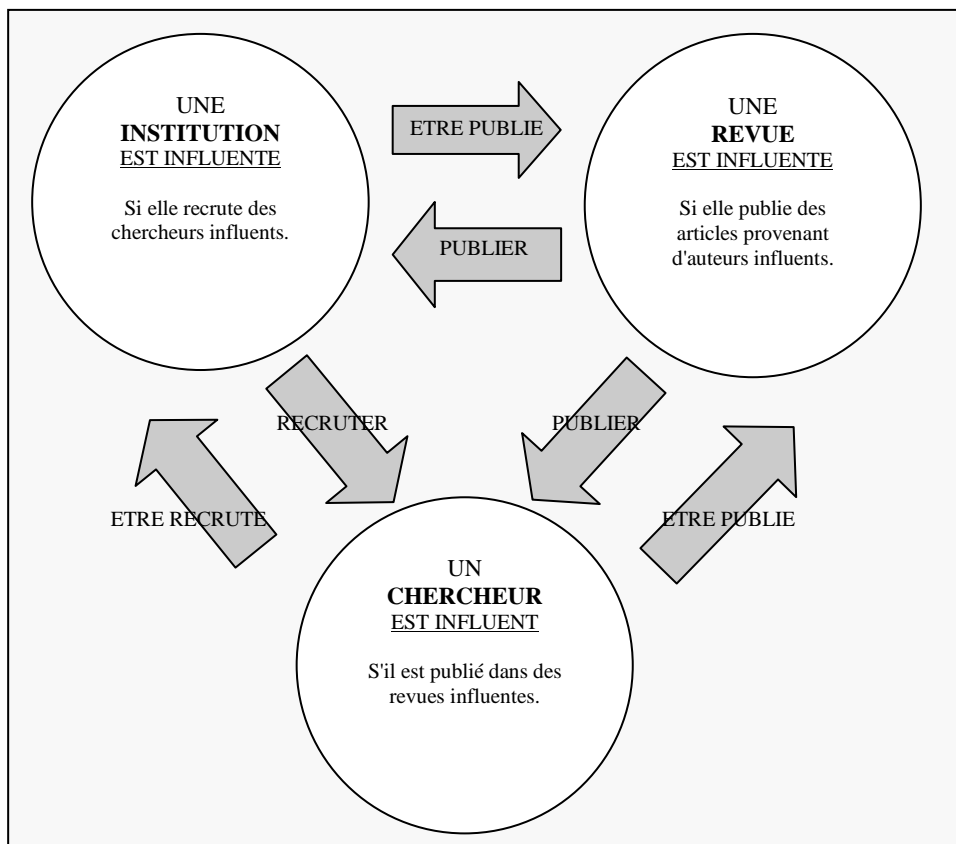 UNE
INSTITUTION
EST INFLUENTE
Si elle recrute des
chercheurs influents.
ETRE PUBLIE
PUBLIER
UNE
REVUE
EST INFLUENTE
Si elle publie des
articles provenant
d'auteurs influents.
RECRUTER
PUBLIER
ETRE RECRUTE
ETRE PUBLIE
UN
CHERCHEUR
EST INFLUENT
S'il est publié dans des
revues influentes.